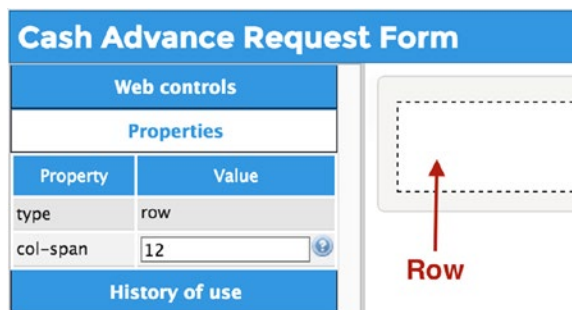 Cash Advance Request Form
Web controls
Properties
Property Value
type row
col-span 12
History of use
Row